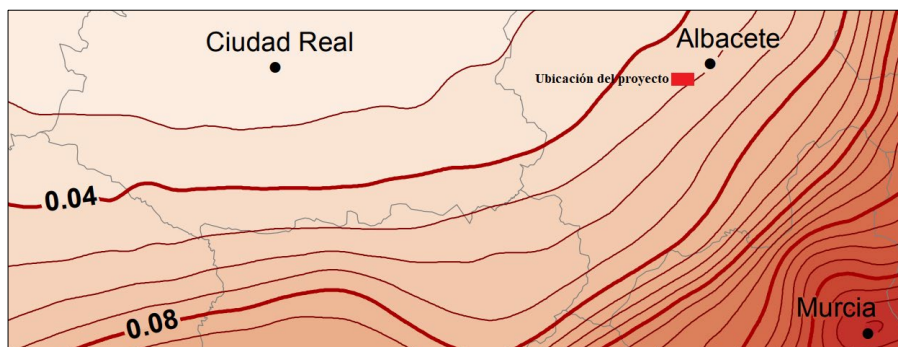 Ciudad Real
Albacete
Ubicación del proyecto
0.04
0.08
Murcia